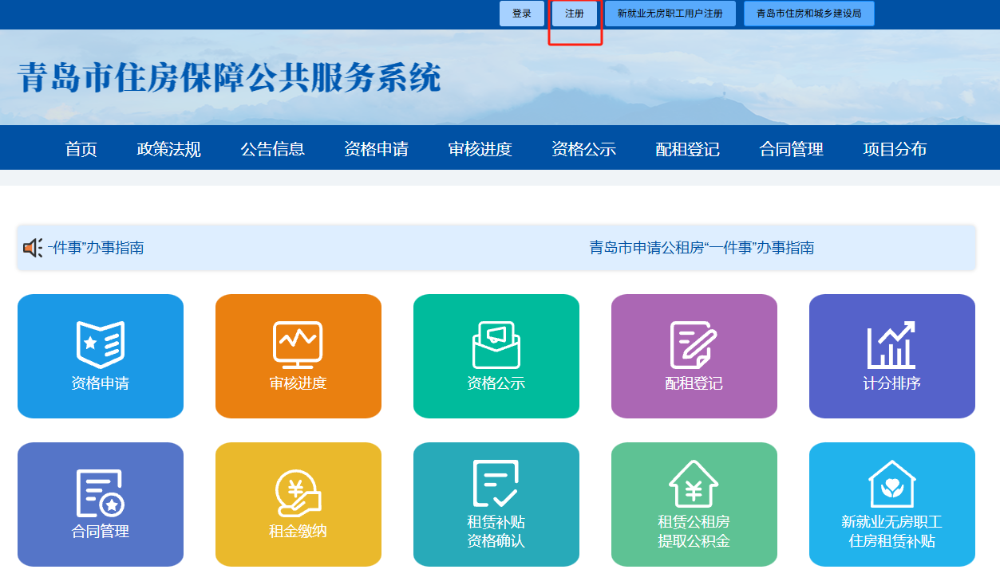 登录
注册
新就业无房职工用户注册
青岛市住房和城乡建设局
青岛市住房保障公共服务系统
首页
政策法规
公告信息
资格申请
审核进度
资格公示
配租登记
合同管理
项目分布
件事”办事指南
青岛市申请公租房“一件事”办事指南
资格申请
审核进度
资格公示
配租登记
计分排序
合同管理
租金缴纳
租赁补贴
资格确认
租赁公租房
提取公积金
新就业无房职工
住房租赁补贴